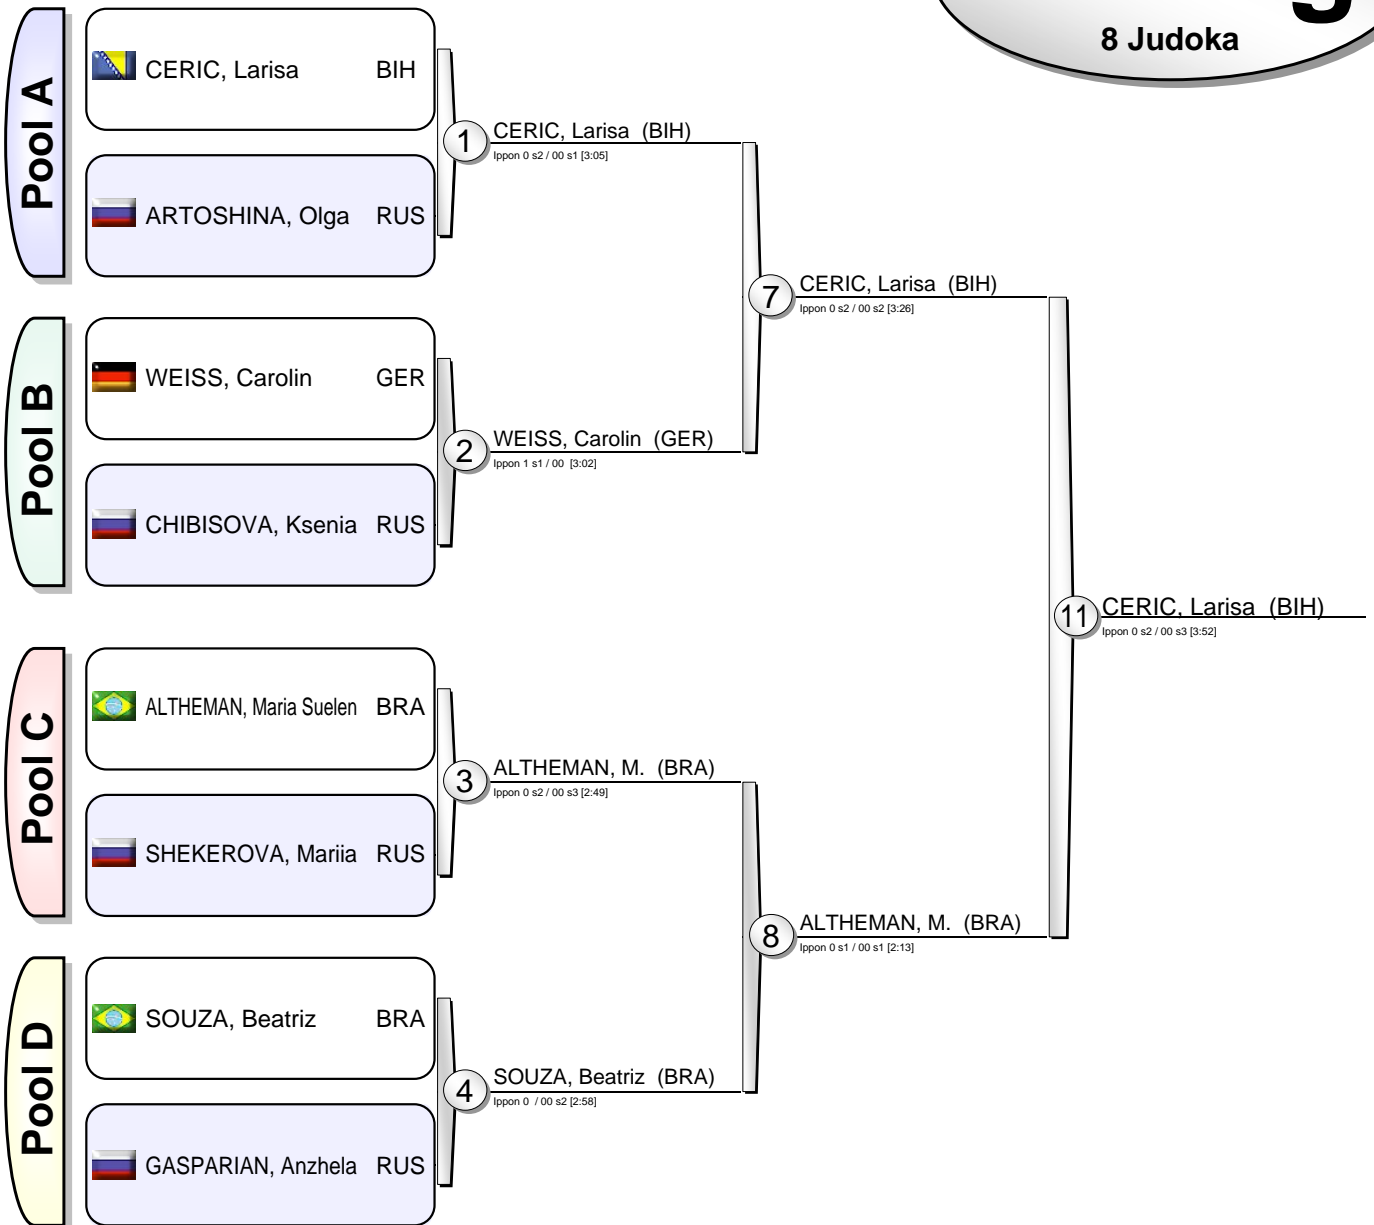 8 Judoka
Pool A
CERIC, Larisa BIH
ARTOSHINA, Olga RUS
1 CERIC, Larisa (BIH)
Ippon 0 s2 / 00 s1 [3:05]
7 CERIC, Larisa (BIH)
Ippon 0 s2 / 00 s2 [3:26]
Pool B
WEISS, Carolin GER
CHIBISOVA, Ksenia RUS
2 WEISS, Carolin (GER)
Ippon 1 s1 / 00 [3:02]
11 CERIC, Larisa (BIH)
Ippon 0 s2 / 00 s3 [3:52]
Pool C
ALTHEMAN, Maria Suelen BRA
SHEKEROVA, Mariia RUS
3 ALTHEMAN, M. (BRA)
Ippon 0 s2 / 00 s3 [2:49]
8 ALTHEMAN, M. (BRA)
Ippon 0 s1 / 00 s1 [2:13]
Pool D
SOUZA, Beatriz BRA
GASPARIAN, Anzhela RUS
4 SOUZA, Beatriz (BRA)
Ippon 0 / 00 s2 [2:58]